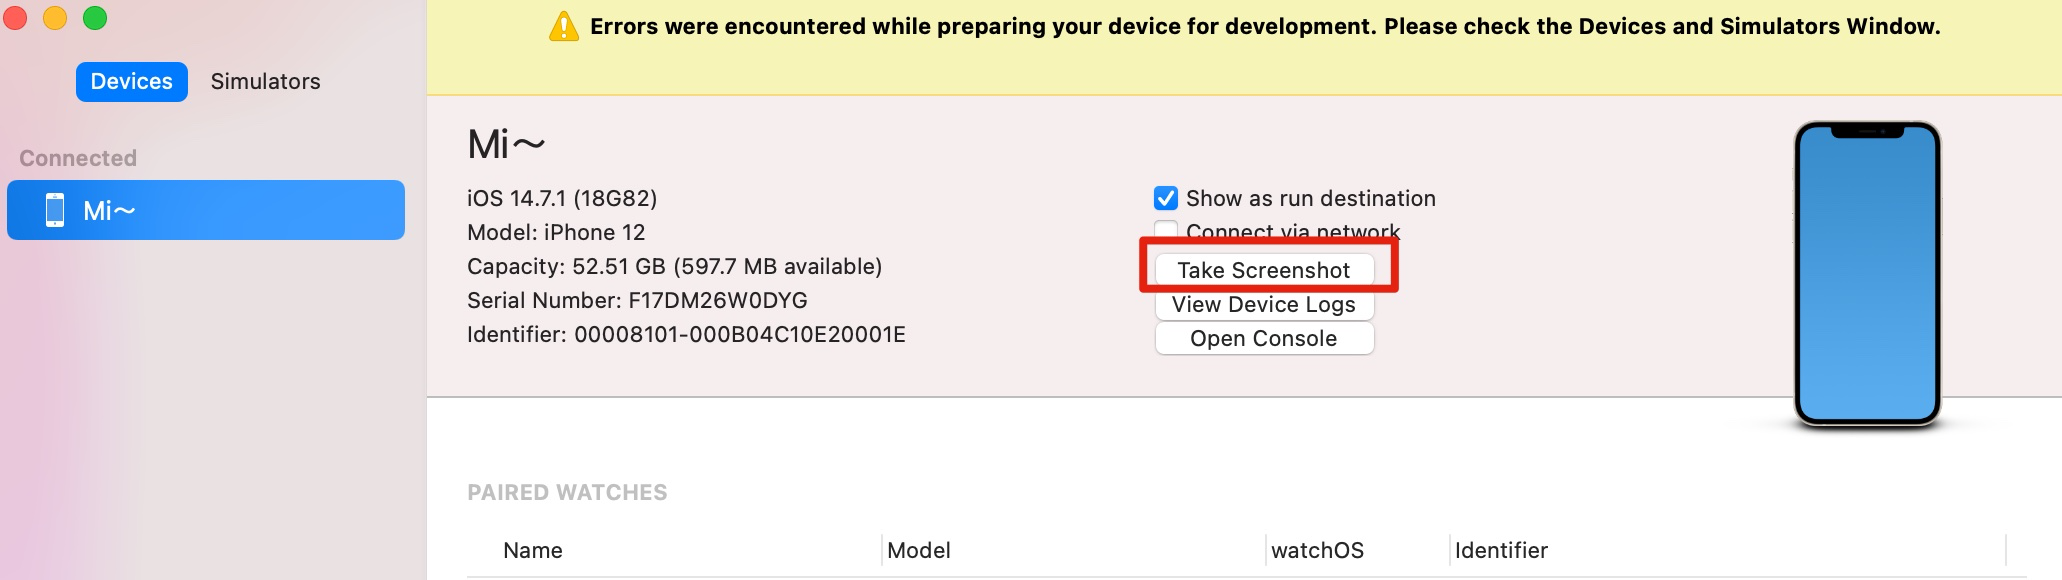 Errors were encountered while preparing your device for development. Please check the Devices and Simulators Window.
Devices
Simulators
Connected
Mi~
Mi~
iOS 14.7.1 (18G82)
Model: iPhone 12
Capacity: 52.51 GB (597.7 MB available)
Serial Number: F17DM26W0DYG
Identifier: 00008101-000B04C10E20001E
Show as run destination
Connect via network
Take Screenshot
View Device Logs
Open Console
PAIRED WATCHES
Name Model watchOS Identifier